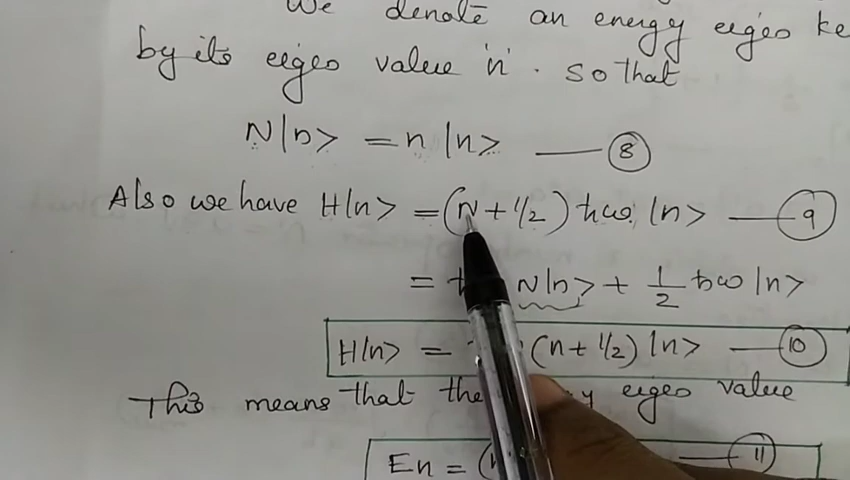 We denote an energy eigen ke
by its eigen value 'n'. so that
N|n> = n |n> — (8)
Also we have H|n> = (N + 1/2) ħω |n> — (9)
= N|n> + 1/2 ħω |n>
H|n> = (n + 1/2) |n> — (10)
This means that the eigen value
En = ( — (11)